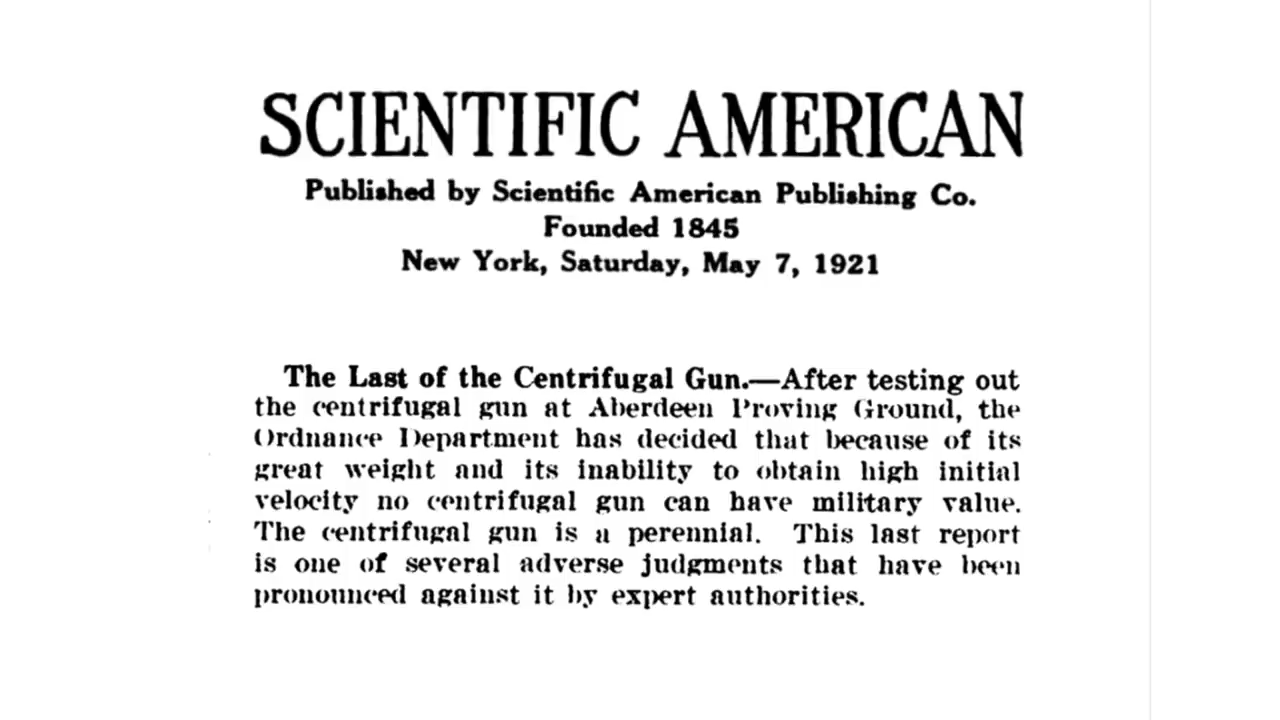 SCIENTIFIC AMERICAN
Published by Scientific American Publishing Co.
Founded 1845
New York, Saturday, May 7, 1921
The Last of the Centrifugal Gun.—After testing out
the centrifugal gun at Aberdeen Proving Ground, the
Ordnance Department has decided that because of its
great weight and its inability to obtain high initial
velocity no centrifugal gun can have military value.
The centrifugal gun is a perennial. This last report
is one of several adverse judgments that have been
pronounced against it by expert authorities.